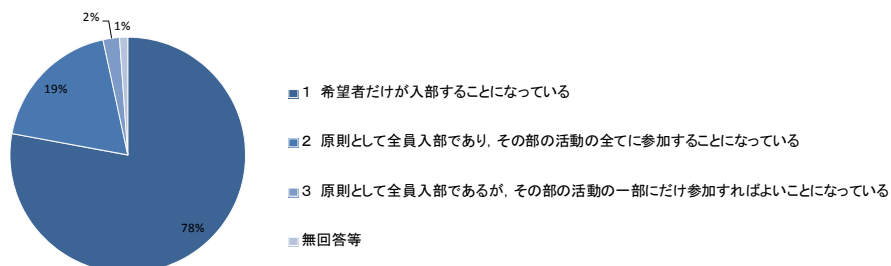 2%
1%
19%
78%
1 希望者だけが入部することになっている
2 原則として全員入部であり，その部の活動の全てに参加することになっている
3 原則として全員入部であるが，その部の活動の一部にだけ参加すればよいことになっている
無回答等